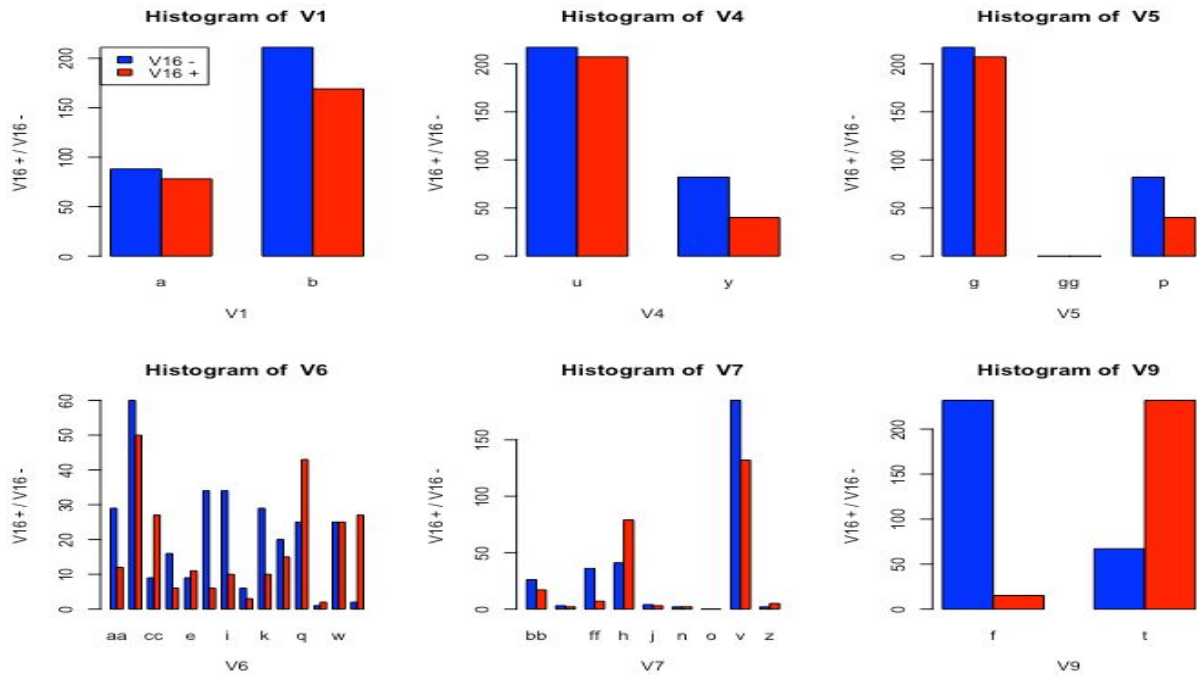 Histogram of V1
200
150
100
50
0
V16 -
V16 +
V16 + / V16 -
a b
V1
Histogram of V4
200
150
100
50
0
V16 + / V16 -
u y
V4
Histogram of V5
200
150
100
50
0
V16 + / V16 -
g gg p
V5
Histogram of V6
60
50
40
30
20
10
0
V16 + / V16 -
aa cc e i k q w
V6
Histogram of V7
150
100
50
0
V16 + / V16 -
bb ff h j n o v z
V7
Histogram of V9
200
150
100
50
0
V16 + / V16 -
f t
V9